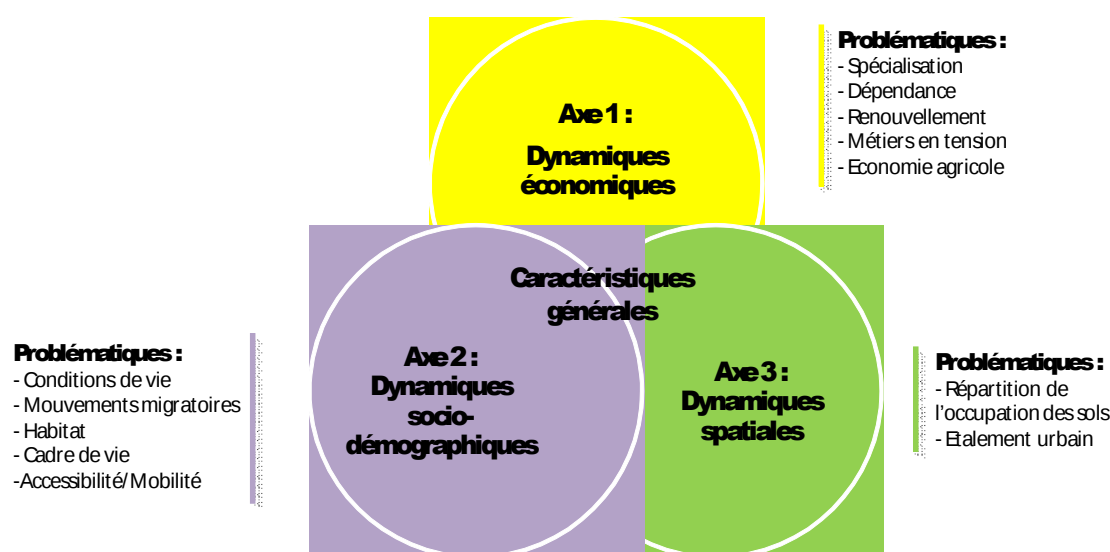 Axe 1 :
Dynamiques
économiques
Problématiques :
- Spécialisation
- Dépendance
- Renouvellement
- Métiers en tension
- Economie agricole
Caractéristiques
générales
Problématiques :
- Conditions de vie
- Mouvements migratoires
- Habitat
- Cadre de vie
-Accessibilité/ Mobilité
Axe 2 :
Dynamiques
socio-
démographiques
Axe 3 :
Dynamiques
spatiales
Problématiques :
- Répartition de
l'occupation des sols
- Etalement urbain